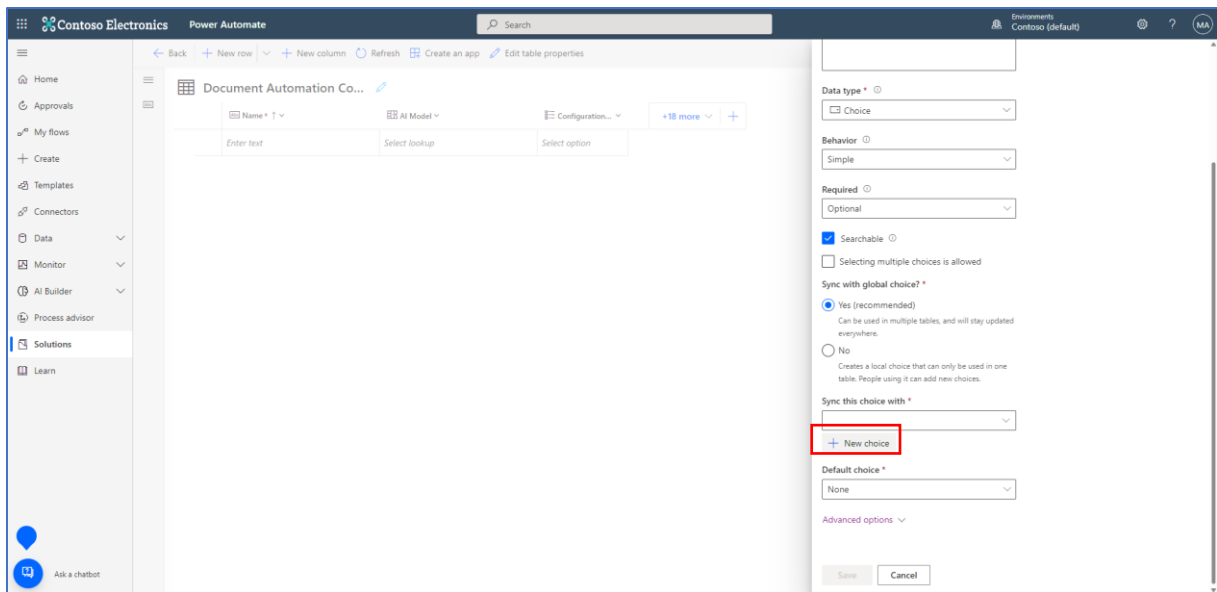 Contoso Electronics Power Automate
Search
Environments
Contoso (default)
?
MA
Home
Approvals
My flows
Create
Templates
Connectors
Data
Monitor
AI Builder
Process advisor
Solutions
Learn
Ask a chatbot
Back New row New column Refresh Create an app Edit table properties
Document Automation Co...
Name * AI Model Configuration... +18 more
Enter text Select lookup Select option
Data type *
Choice
Behavior
Simple
Required
Optional
Searchable
Selecting multiple choices is allowed
Sync with global choice? *
Yes (recommended)
Can be used in multiple tables, and will stay updated
everywhere.
No
Creates a local choice that can only be used in one
table. People using it can add new choices.
Sync this choice with *
New choice
Default choice *
None
Advanced options
Save Cancel